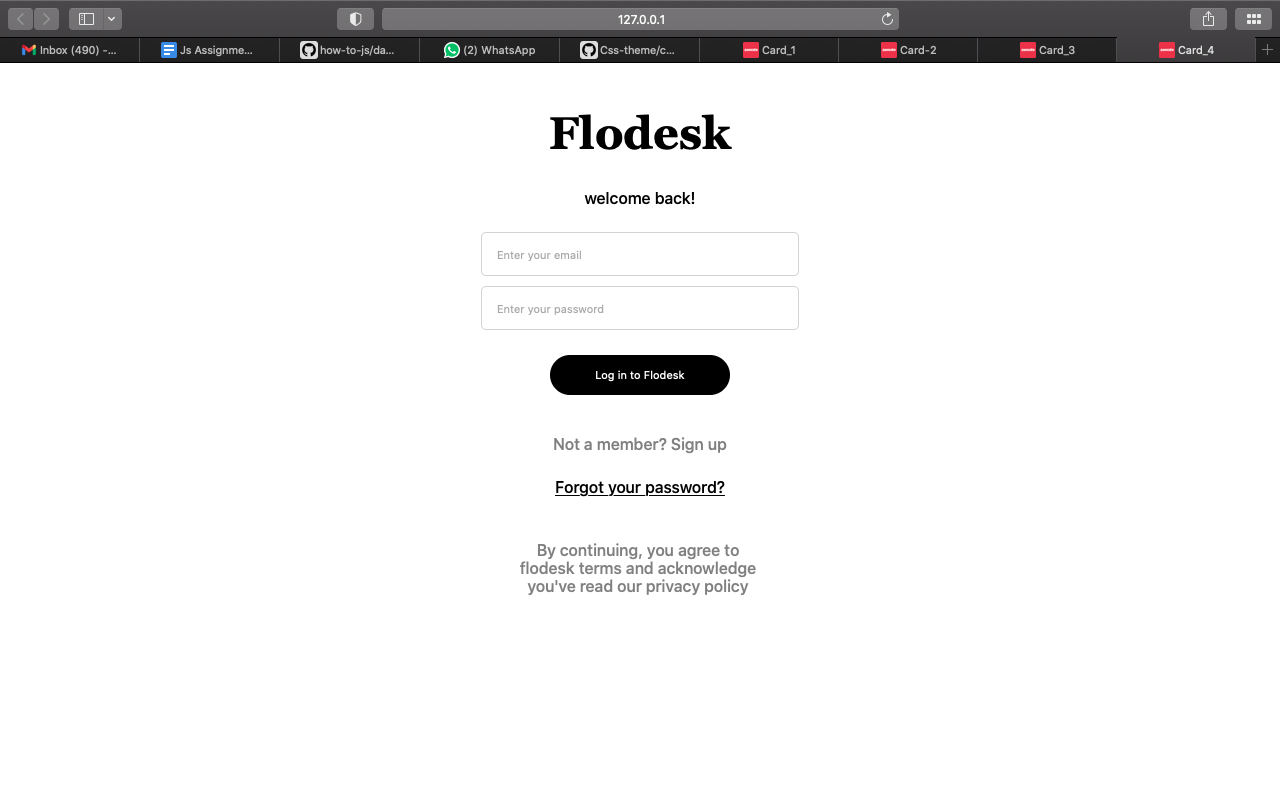 127.0.0.1
Inbox (490) -...
Js Assignme...
how-to-js/da...
(2) WhatsApp
Css-theme/c...
Card_1
Card-2
Card_3
Card_4
Flodesk
welcome back!
Enter your email
Enter your password
Log in to Flodesk
Not a member? Sign up
Forgot your password?
By continuing, you agree to
flodesk terms and acknowledge
you've read our privacy policy